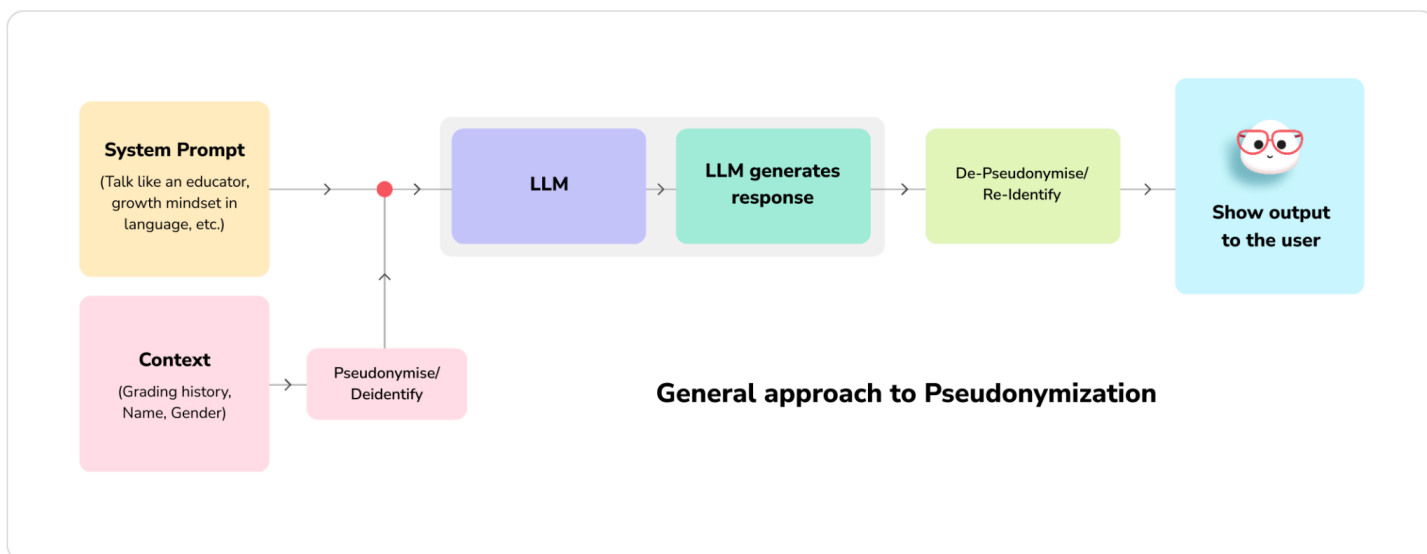 System Prompt
(Talk like an educator,
growth mindset in
language, etc.)
Context
(Grading history,
Name, Gender)
Pseudonymise/
Deidentify
LLM
LLM generates
response
De-Pseudonymise/
Re-Identify
Show output
to the user
General approach to Pseudonymization